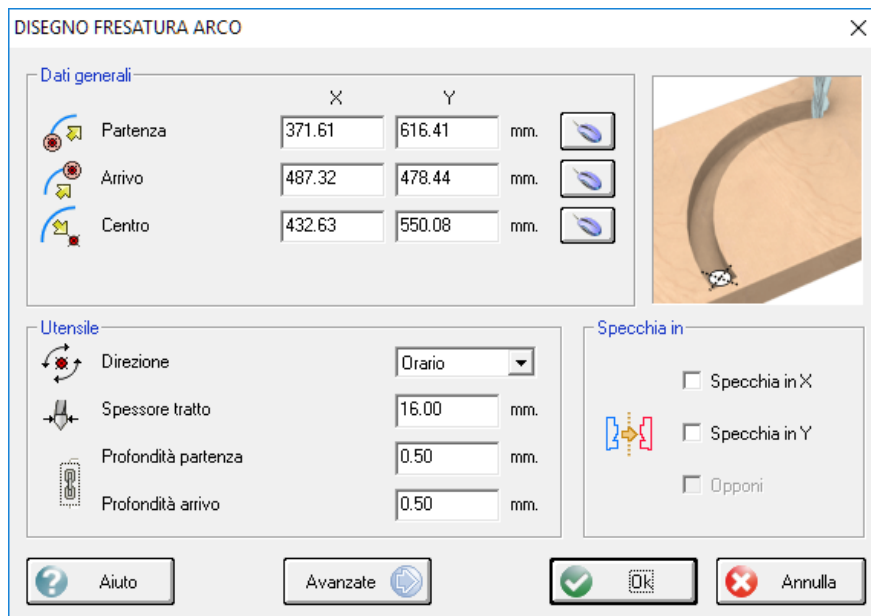 DISEGNO FRESATURA ARCO
Dati generali
X Y
Partenza 371.61 616.41 mm.
Arrivo 487.32 478.44 mm.
Centro 432.63 550.08 mm.
Utensile
Direzione Orario
Spessore tratto 16.00 mm.
Profondità partenza 0.50 mm.
Profondità arrivo 0.50 mm.
Specchia in
Specchia in X
Specchia in Y
Opponi
Aiuto Avanzate Ok Annulla